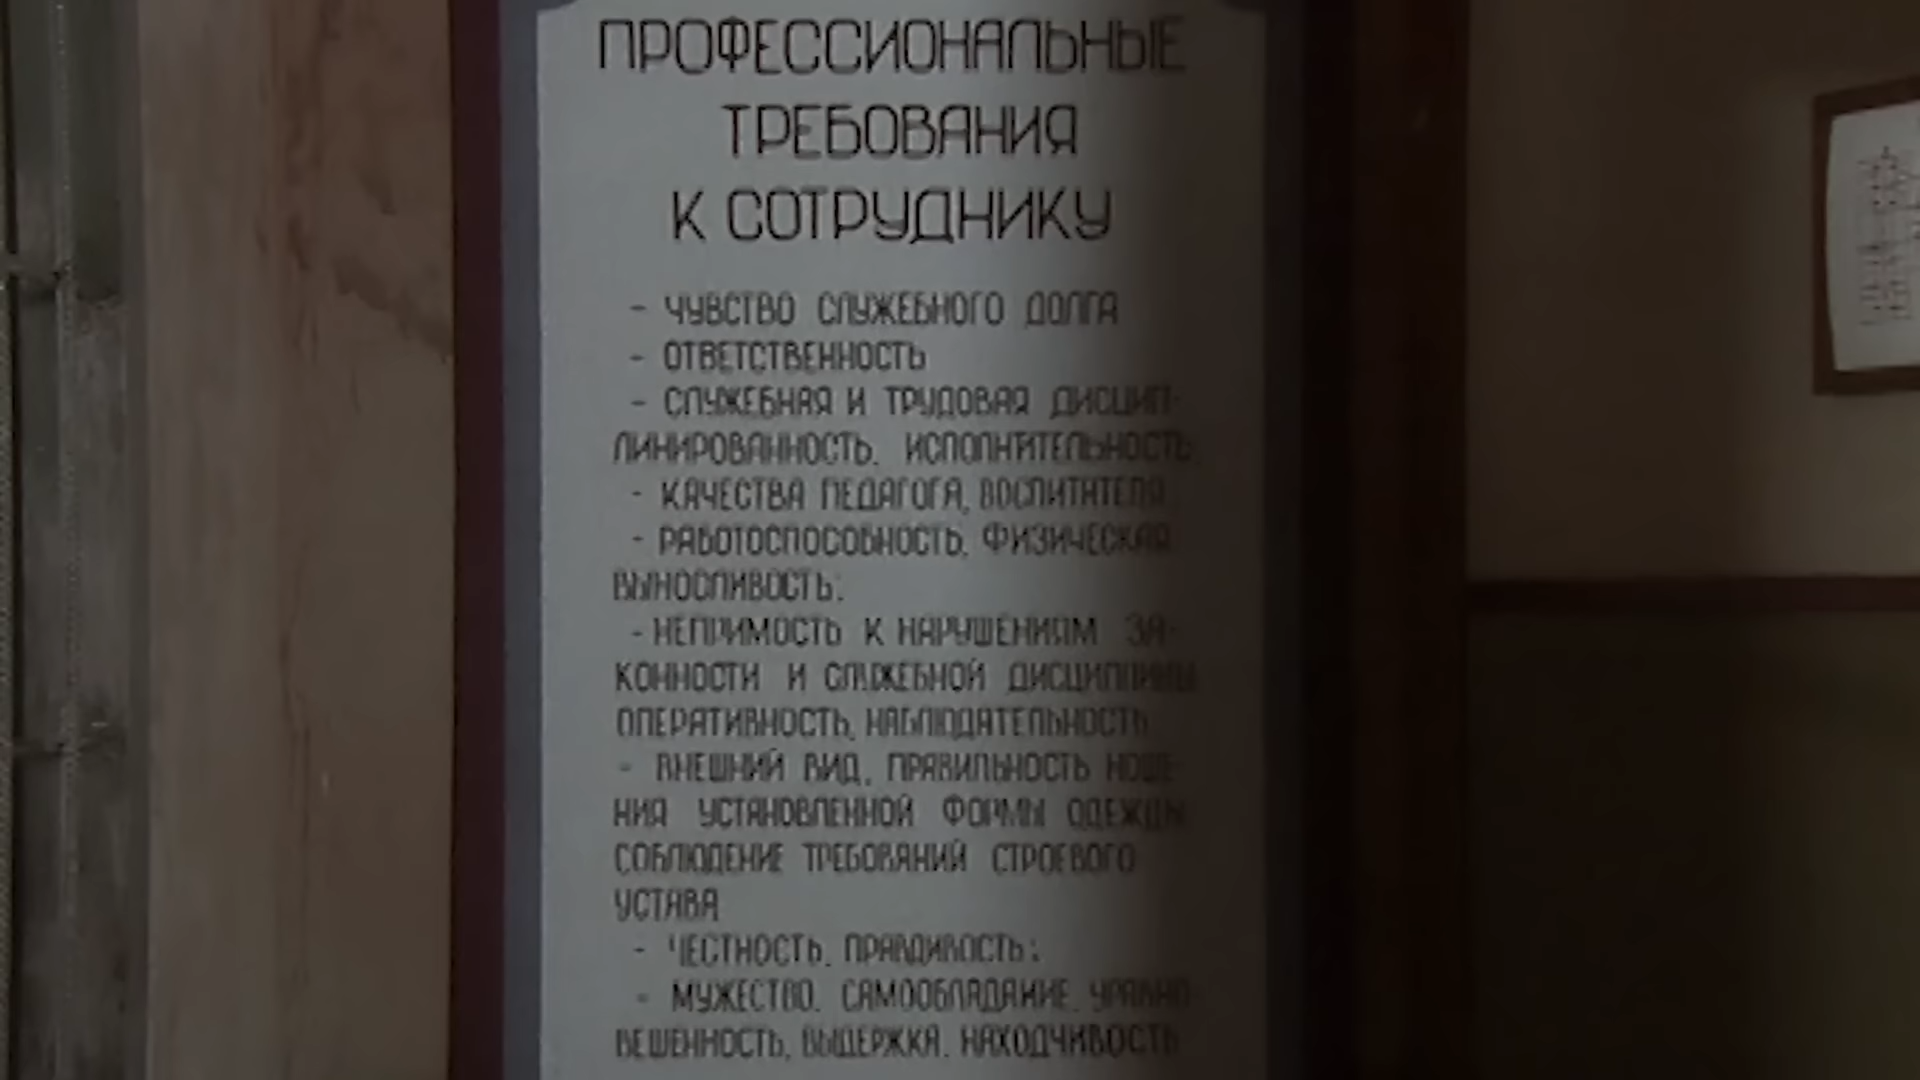 ПРОФЕССИОНАЛЬНЫЕ
ТРЕБОВАНИЯ
К СОТРУДНИКУ
- ЧУВСТВО СЛУЖЕБНОГО ДОЛГА
- ОТВЕТСТВЕННОСТЬ
- СЛУЖЕБНАЯ И ТРУДОВАЯ ДИСЦИП-
ЛИНИРОВАННОСТЬ, ИСПОЛНИТЕЛЬНОСТЬ;
- КАЧЕСТВА ПЕДАГОГА, ВОСПИТАТЕЛЯ
- РАБОТОСПОСОБНОСТЬ, ФИЗИЧЕСКАЯ
ВЫНОСЛИВОСТЬ;
- НЕПРИМОСТЬ К НАРУШЕНИЯМ ЗА-
КОННОСТИ И СЛУЖЕБНОЙ ДИСЦИПЛИНЫ
ОПЕРАТИВНОСТЬ, НАБЛЮДАТЕЛЬНОСТЬ
- ВНЕШНИЙ ВИД, ПРАВИЛЬНОСТЬ НОШЕ-
НИЯ УСТАНОВЛЕННОЙ ФОРМЫ ОДЕЖДЫ
СОБЛЮДЕНИЕ ТРЕБОВАНИЙ СТРОЕВОГО
УСТАВА
- ЧЕСТНОСТЬ, ПРАВДИВОСТЬ;
- МУЖЕСТВО, САМООБЛАДАНИЕ, УРАВНО-
ВЕШЕННОСТЬ, ВЫДЕРЖКА, НАХОДЧИВОСТЬ